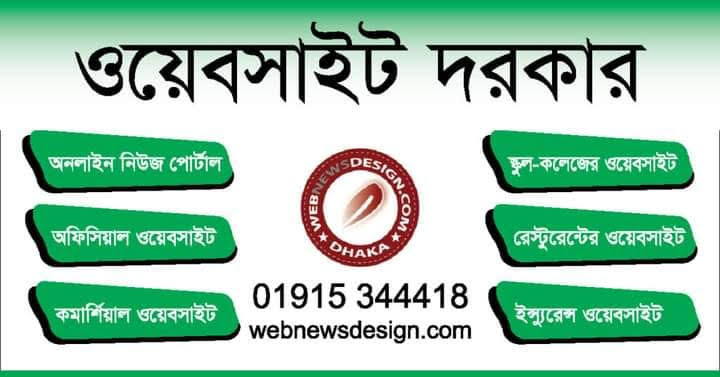 ওয়েবসাইট দরকার
অনলাইন নিউজ পোর্টাল
অফিসিয়াল ওয়েবসাইট
কমার্শিয়াল ওয়েবসাইট
WEBNEWSDESIGN.COM
★ DHAKA ★
01915 344418
webnewsdesign.com
স্কুল-কলেজের ওয়েবসাইট
রেস্টুরেন্টের ওয়েবসাইট
ইন্স্যুরেন্স ওয়েবসাইট